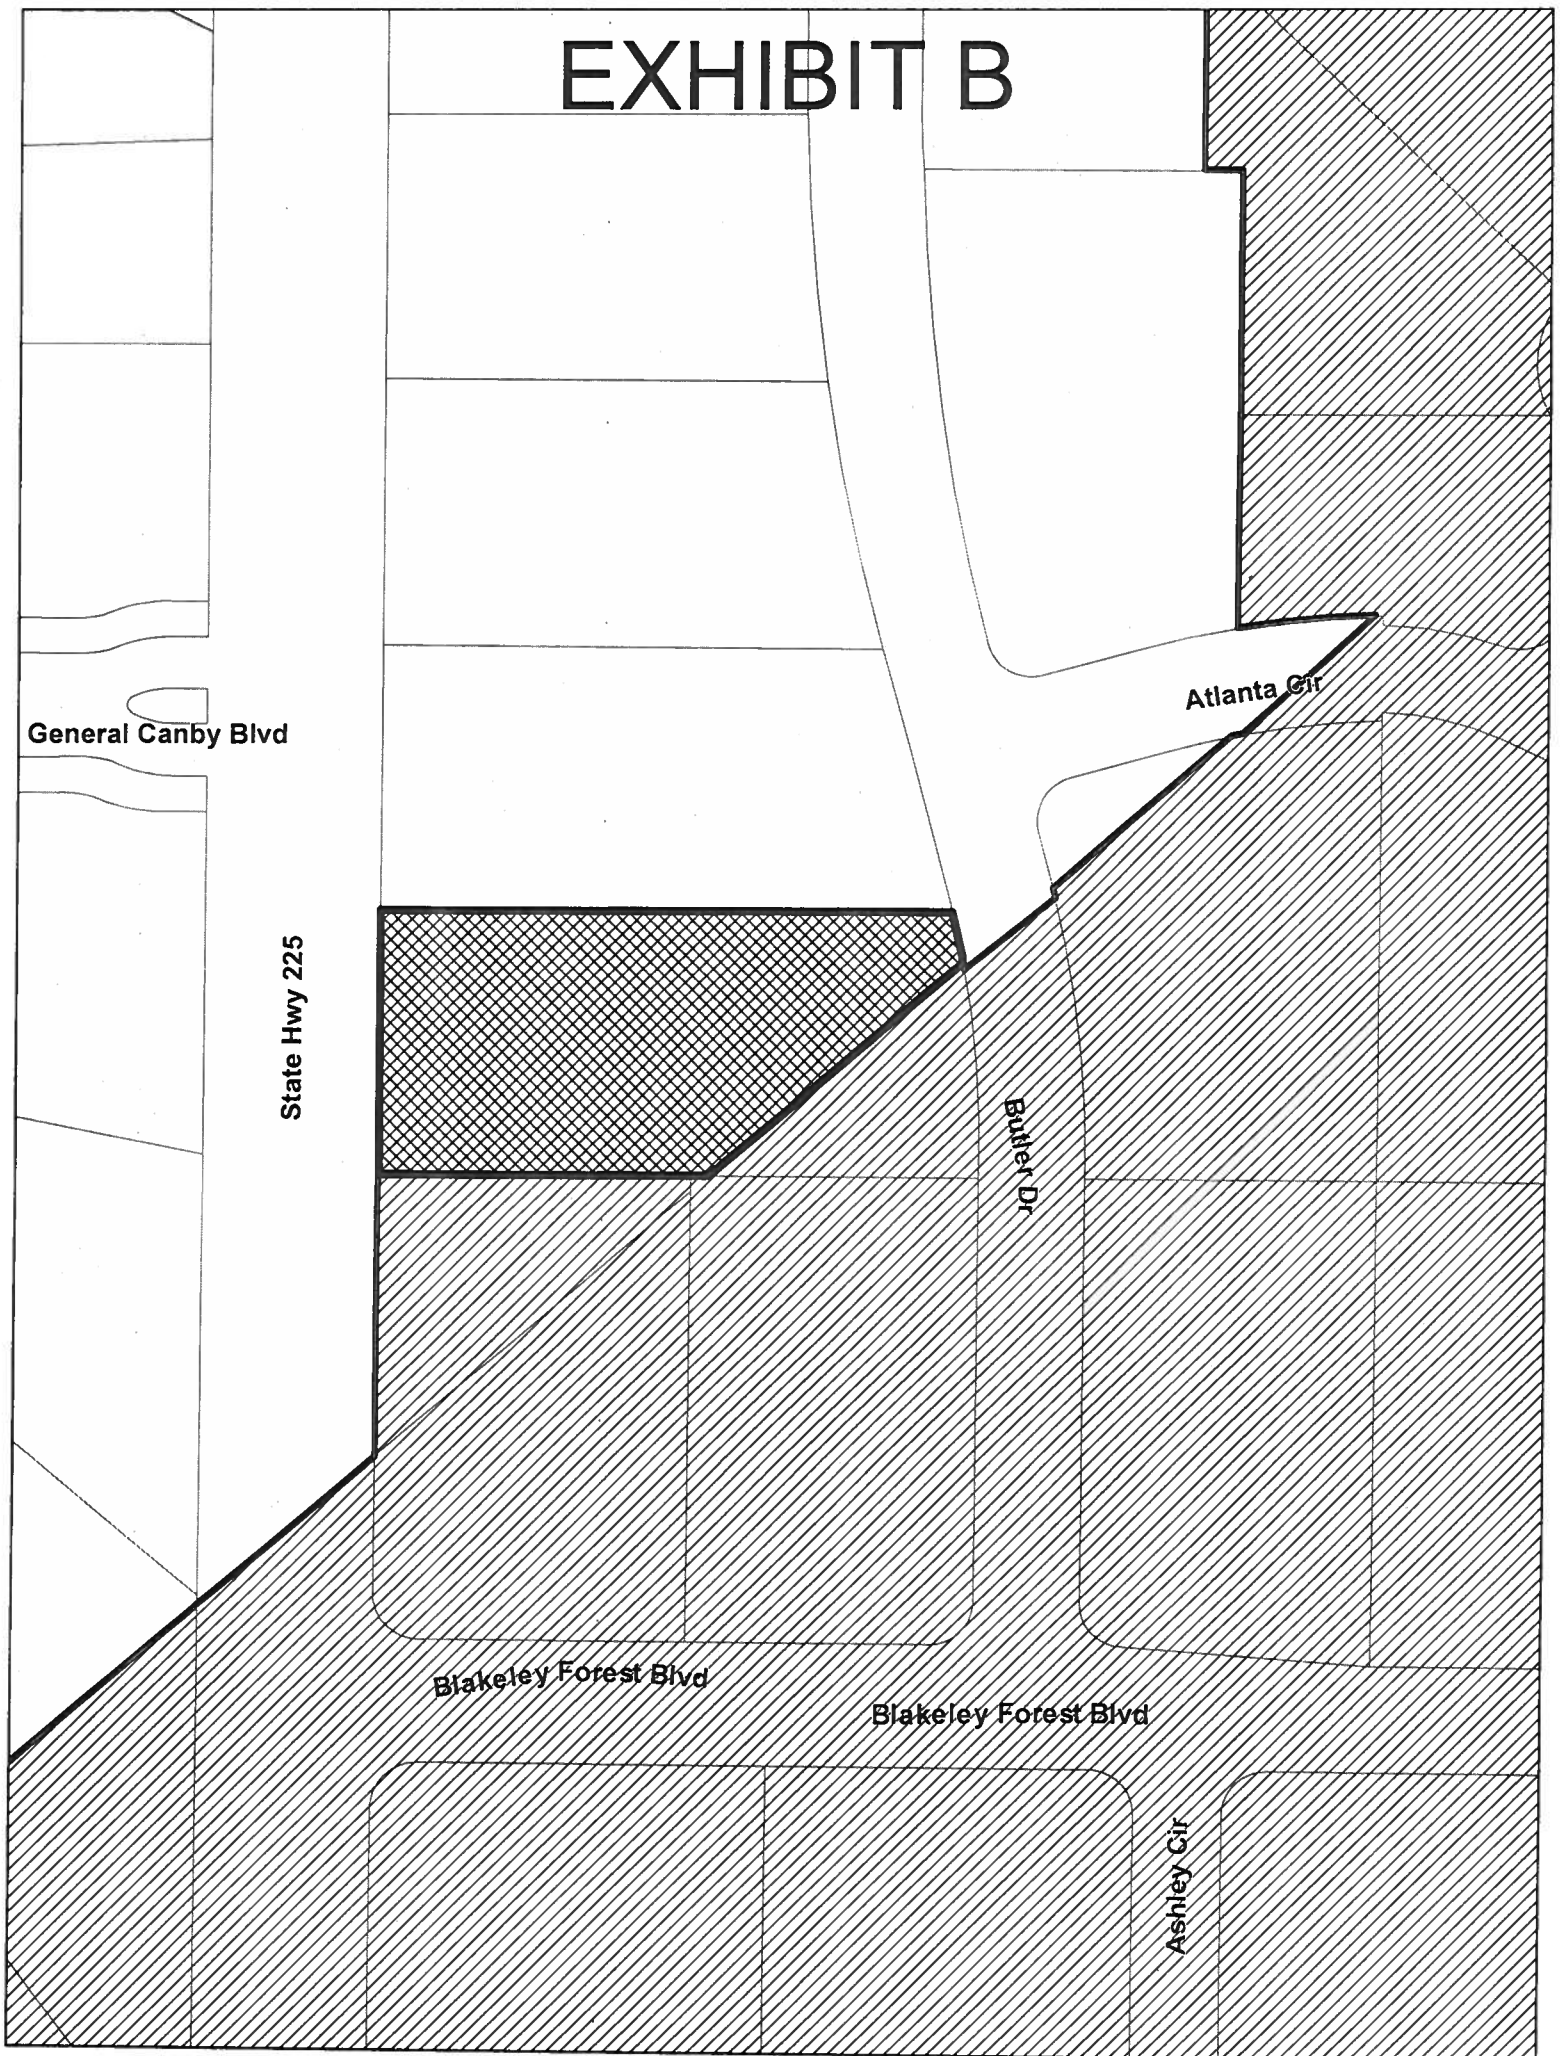 EXHIBIT B
Atlanta Cir
General Canby Blvd
State Hwy 225
Butler Dr
Blakeley Forest Blvd
Blakeley Forest Blvd
Ashley Cir